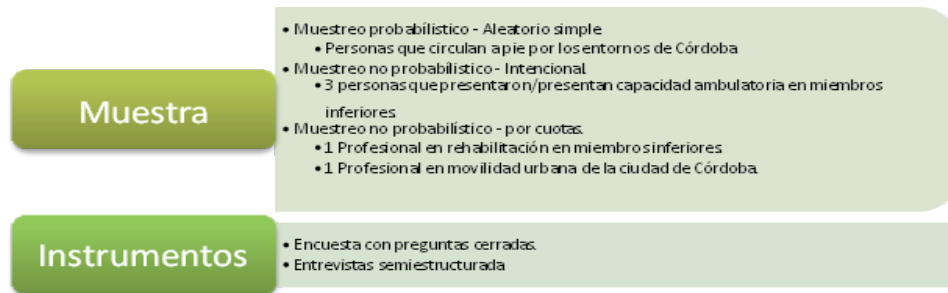 Muestra
• Muestreo probabílistico - Aleatorio simple
• Personas que circulan a pie por los entornos de Córdoba
• Muestreo no probabílistico - Intencional.
• 3 personas que presentaron/presentan capacidad ambulatoria en miembros
inferiores.
• Muestreo no probabilístico - por cuotas.
• 1 Profesional en rehabilitación en miembros inferiores.
• 1 Profesional en movilidad urbana de la ciudad de Córdoba.
Instrumentos
• Encuesta con preguntas cerradas.
• Entrevistas semiestructurada